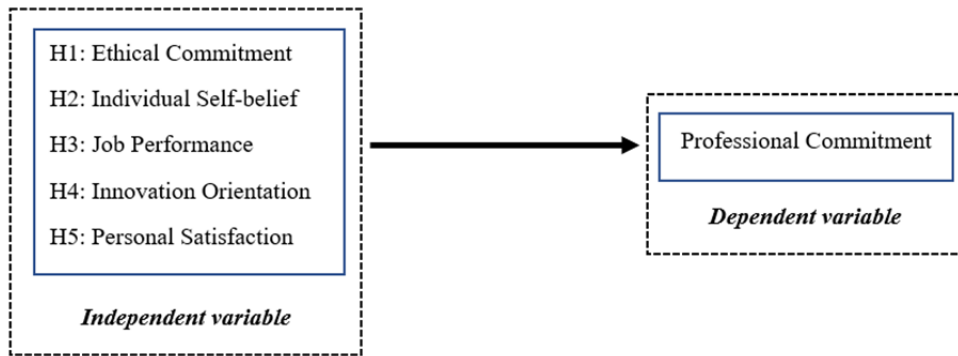 H1: Ethical Commitment
H2: Individual Self-belief
H3: Job Performance
H4: Innovation Orientation
H5: Personal Satisfaction
Independent variable
Professional Commitment
Dependent variable